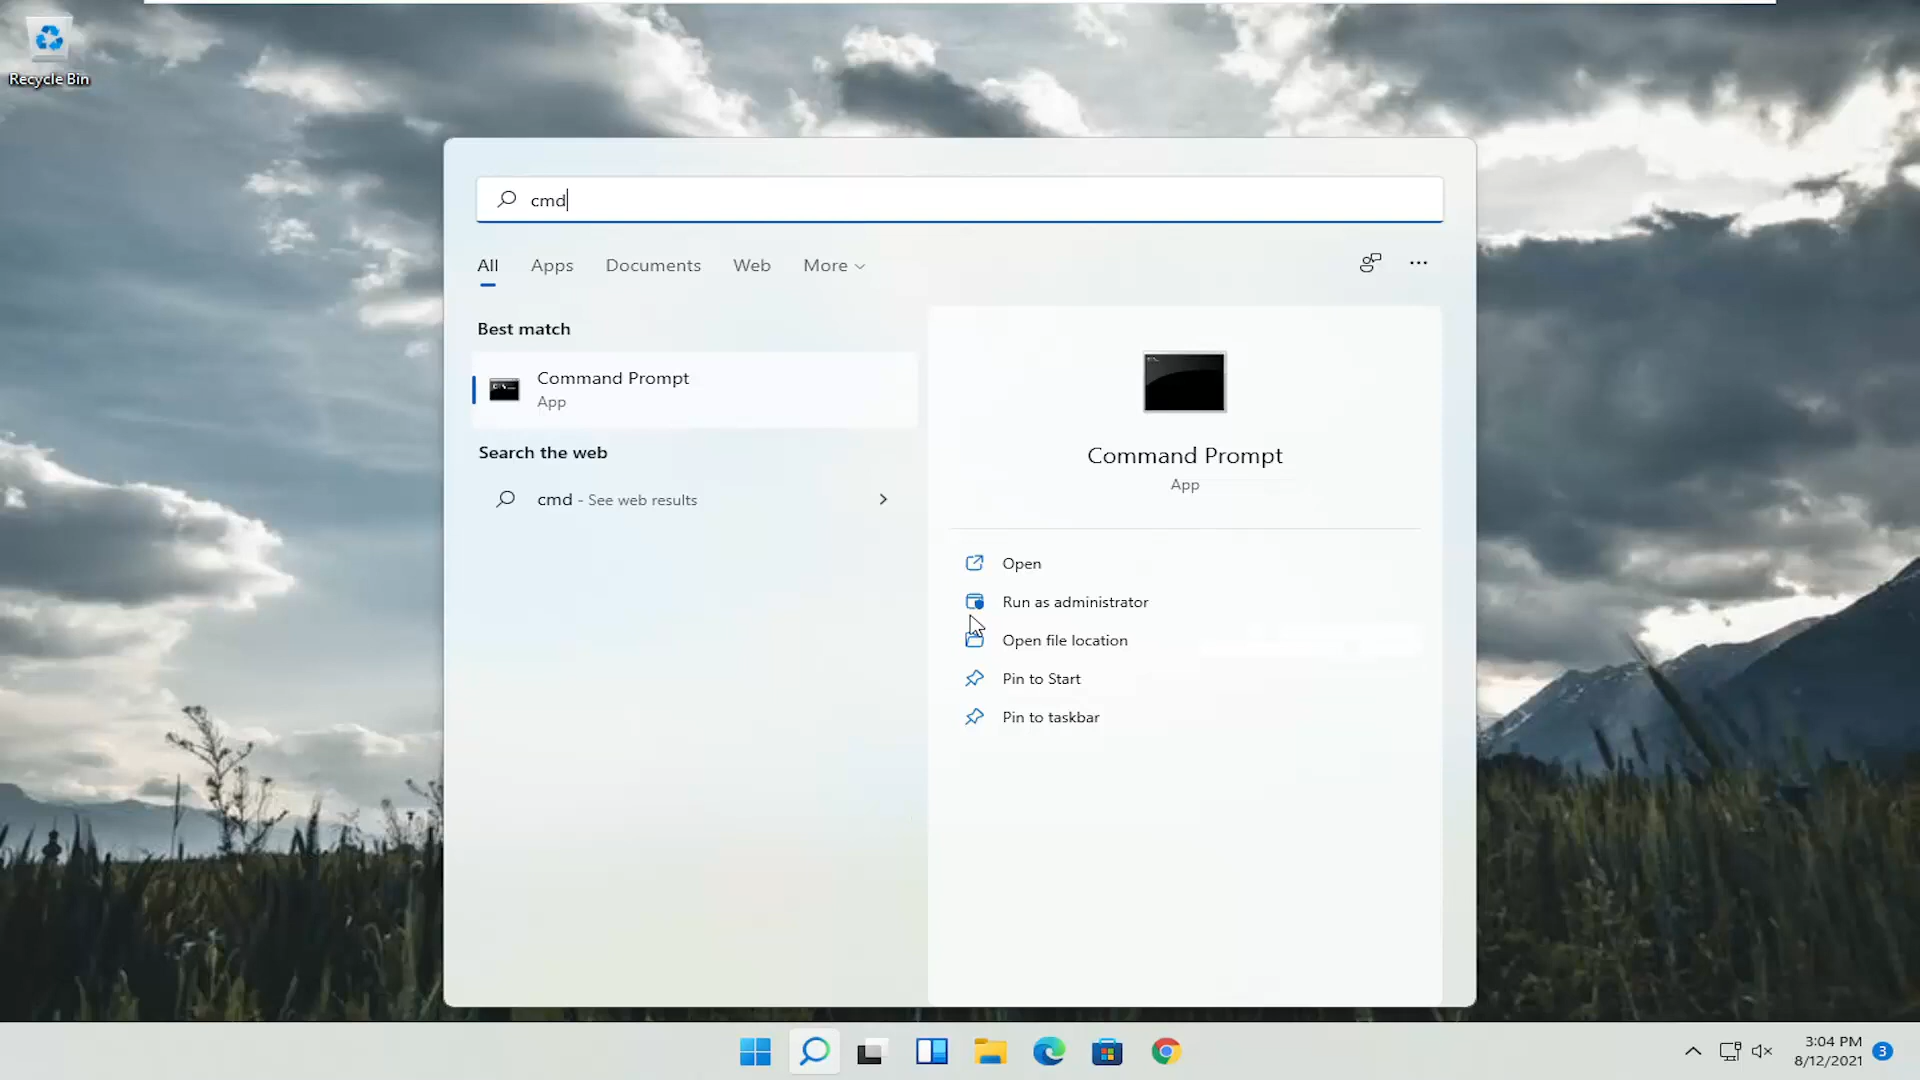 Recycle Bin
cmd
All Apps Documents Web More
Best match
Command Prompt
App
Search the web
cmd - See web results
Command Prompt
App
Open
Run as administrator
Open file location
Pin to Start
Pin to taskbar
3:04 PM
8/12/2021
3